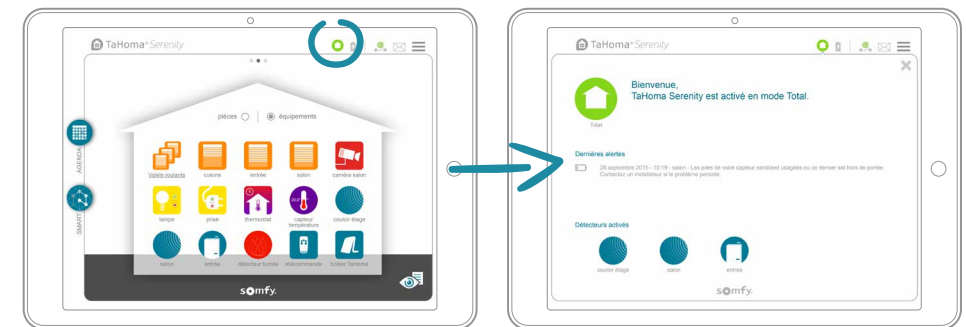 TaHoma® Serenity
pièces
équipements
AGENDA
SMART
Volets roulants
cuisine
entrée
salon
caméra salon
lampe
prise
thermostat
capteur
température
couloir étage
salon
entrée
détecteur fumée
télécommande
boîtier TaHoma
somfy.
TaHoma® Serenity
Bienvenue,
TaHoma Serenity est activé en mode Total.
Total
Dernières alertes
28 septembre 2015 - 10:19 - salon - Les piles de votre capteur semblent usagées ou ce dernier est hors de portée.
Contactez un installateur si le problème persiste.
Détecteurs activés
couloir étage
salon
entrée
somfy.